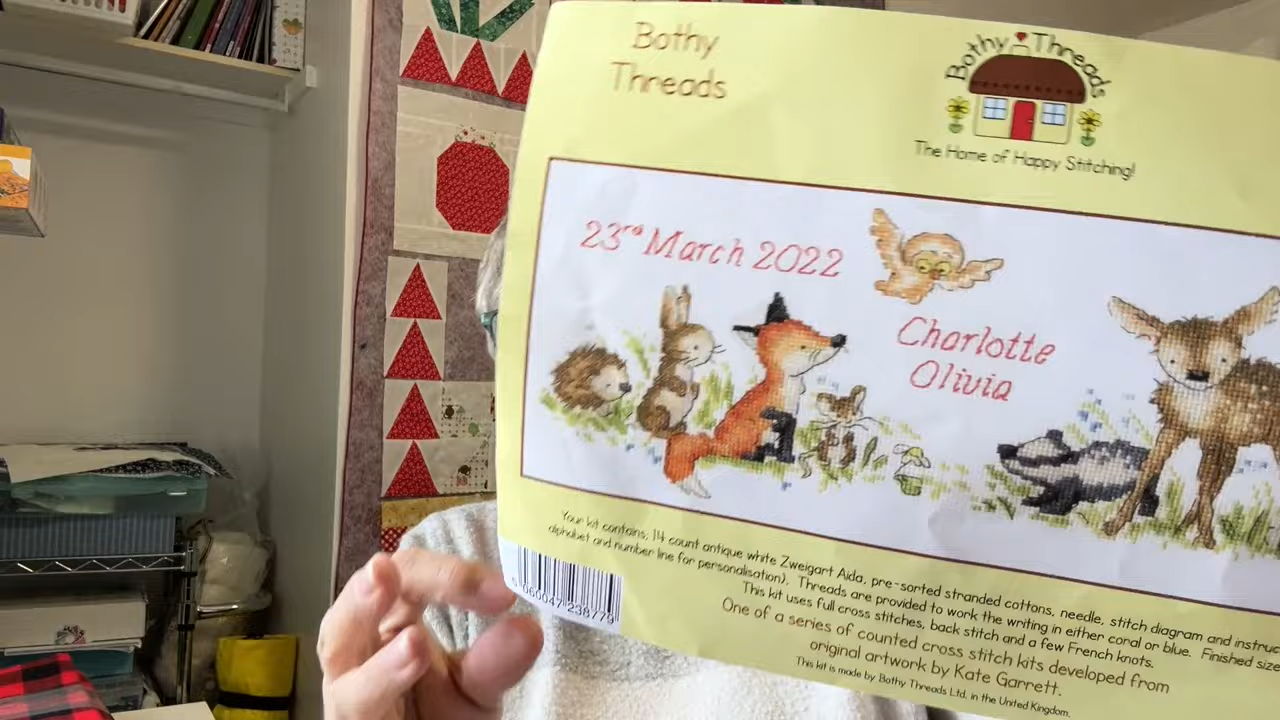 Bothy
Threads
Bothy Threads
The Home of Happy Stitching!
23rd March 2022
Charlotte
Olivia
Your kit contains, 14 count antique white Zweigart Aida, pre-sorted stranded cottons, needle, stitch diagram and instruc
alphabet and number line for personalisation). Threads are provided to work the writing in either coral or blue. Finished size
This kit uses full cross stitches, back stitch and a few French knots.
One of a series of counted cross stitch kits developed from
original artwork by Kate Garrett.
This kit is made by Bothy Threads Ltd. in the United Kingdom.
5 060047 238779